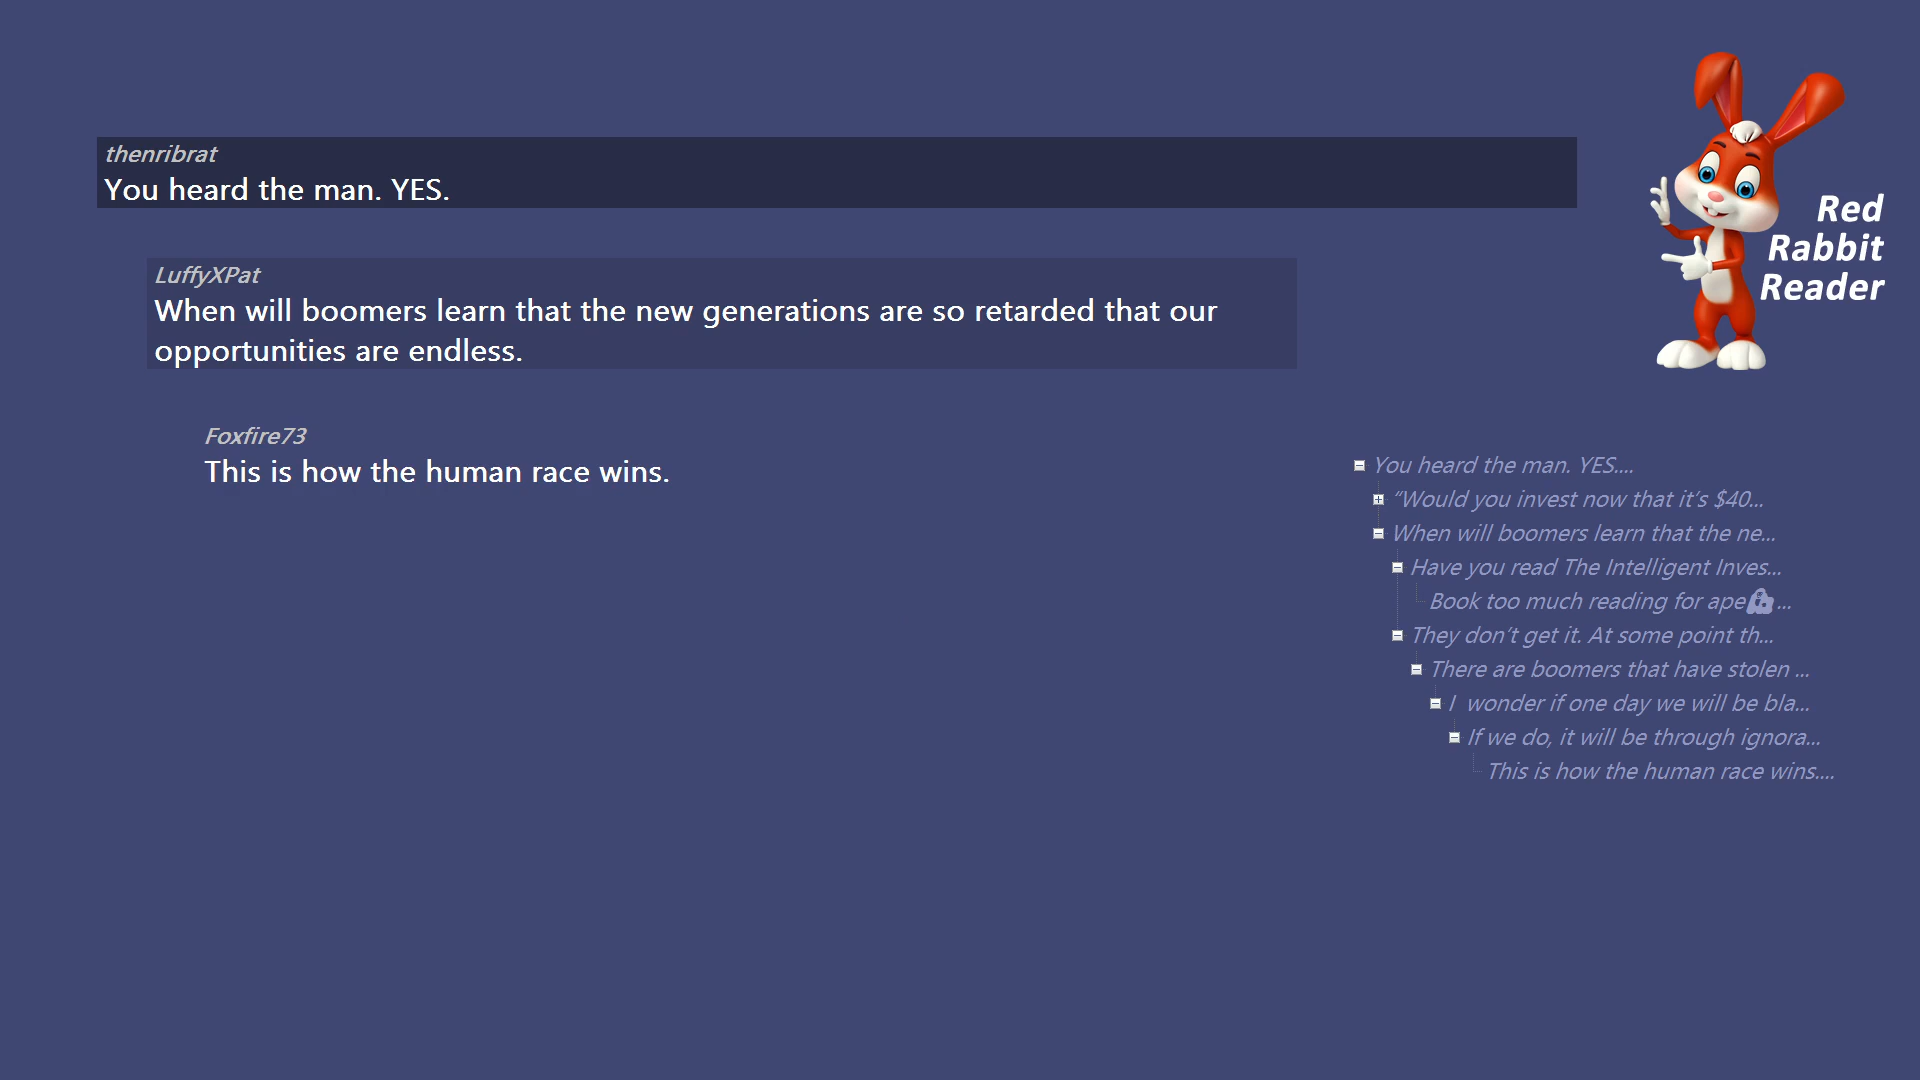 thenribrat
You heard the man. YES.
LuffyXPat
When will boomers learn that the new generations are so retarded that our
opportunities are endless.
Foxfire73
This is how the human race wins.
Red
Rabbit
Reader
You heard the man. YES....
“Would you invest now that it’s $40...
When will boomers learn that the ne...
Have you read The Intelligent Inves...
Book too much reading for ape🦍...
They don’t get it. At some point th...
There are boomers that have stolen ...
I  wonder if one day we will be bla...
If we do, it will be through ignora...
This is how the human race wins....